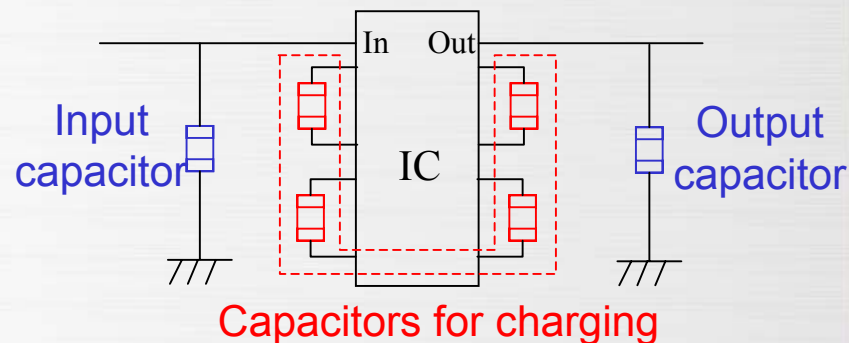 In Out
Input
capacitor
IC
Output
capacitor
Capacitors for charging